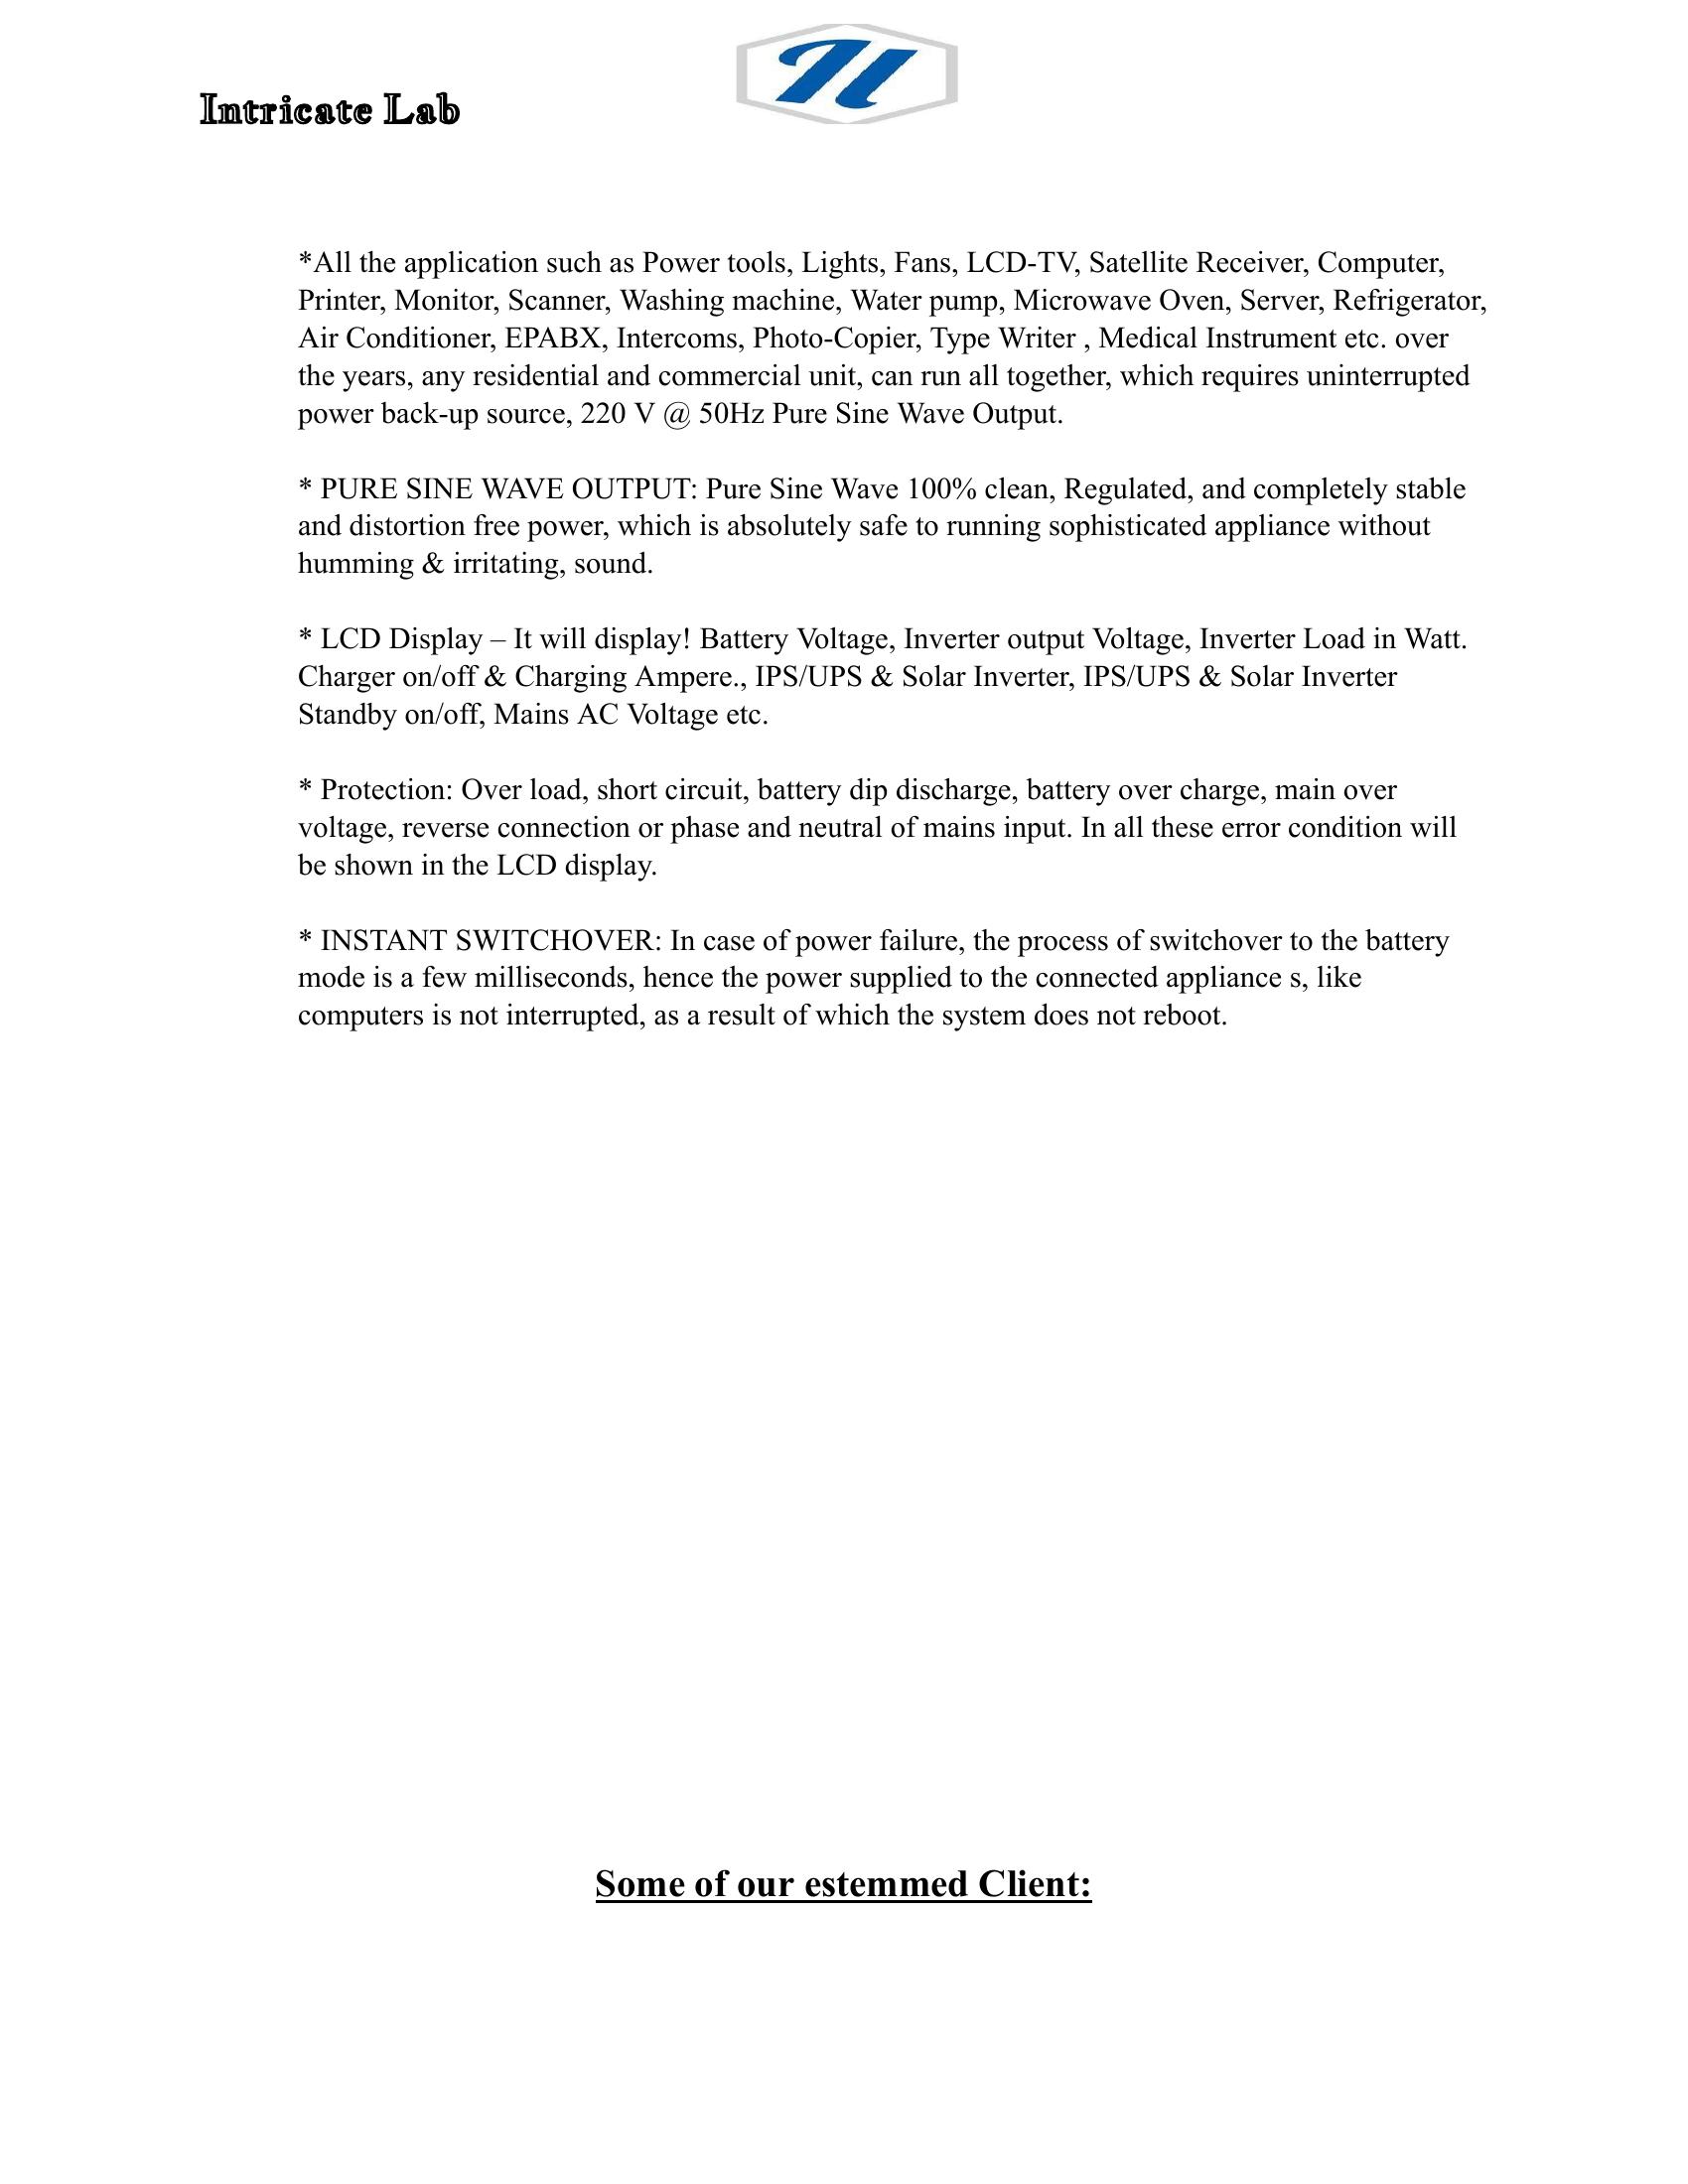 Intricate Lab
*All the application such as Power tools, Lights, Fans, LCD-TV, Satellite Receiver, Computer,
Printer, Monitor, Scanner, Washing machine, Water pump, Microwave Oven, Server, Refrigerator,
Air Conditioner, EPABX, Intercoms, Photo-Copier, Type Writer , Medical Instrument etc. over
the years, any residential and commercial unit, can run all together, which requires uninterrupted
power back-up source, 220 V @ 50Hz Pure Sine Wave Output.
* PURE SINE WAVE OUTPUT: Pure Sine Wave 100% clean, Regulated, and completely stable
and distortion free power, which is absolutely safe to running sophisticated appliance without
humming & irritating, sound.
* LCD Display – It will display! Battery Voltage, Inverter output Voltage, Inverter Load in Watt.
Charger on/off & Charging Ampere., IPS/UPS & Solar Inverter, IPS/UPS & Solar Inverter
Standby on/off, Mains AC Voltage etc.
* Protection: Over load, short circuit, battery dip discharge, battery over charge, main over
voltage, reverse connection or phase and neutral of mains input. In all these error condition will
be shown in the LCD display.
* INSTANT SWITCHOVER: In case of power failure, the process of switchover to the battery
mode is a few milliseconds, hence the power supplied to the connected appliance s, like
computers is not interrupted, as a result of which the system does not reboot.
Some of our estemmed Client: